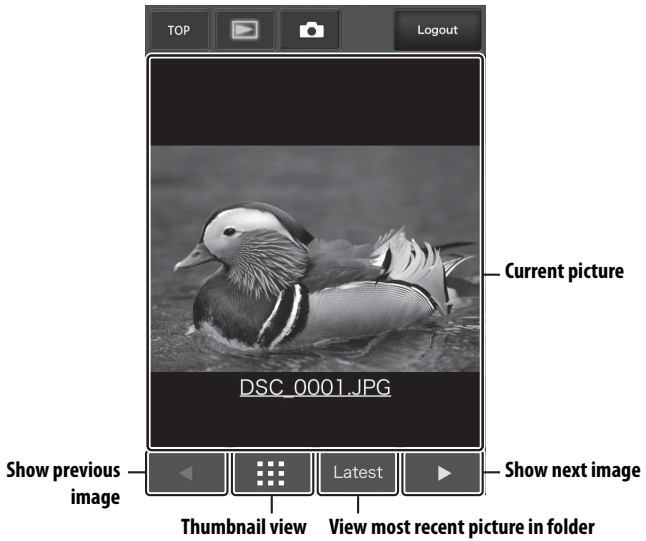 TOP
Logout
Current picture
DSC_0001.JPG
Show previous
image
Latest
Show next image
Thumbnail view
View most recent picture in folder